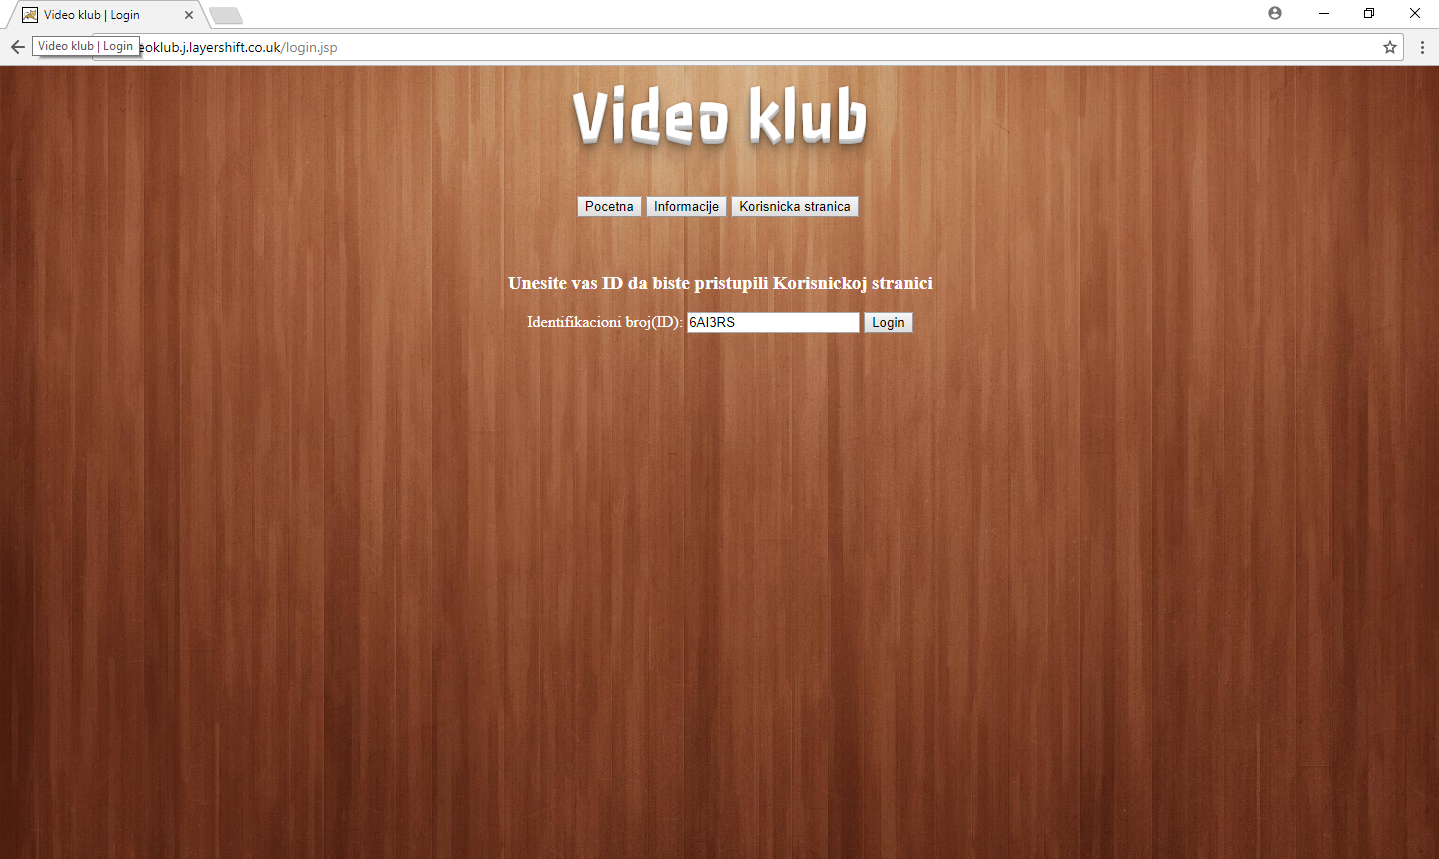 Video klub | Login
Video klub | Login
eoklub.j.layershift.co.uk/login.jsp
Video klub
Pocetna Informacije Korisnicka stranica
Unesite vas ID da biste pristupili Korisnickoj stranici
Identifikacioni broj(ID): 6AI3RS Login